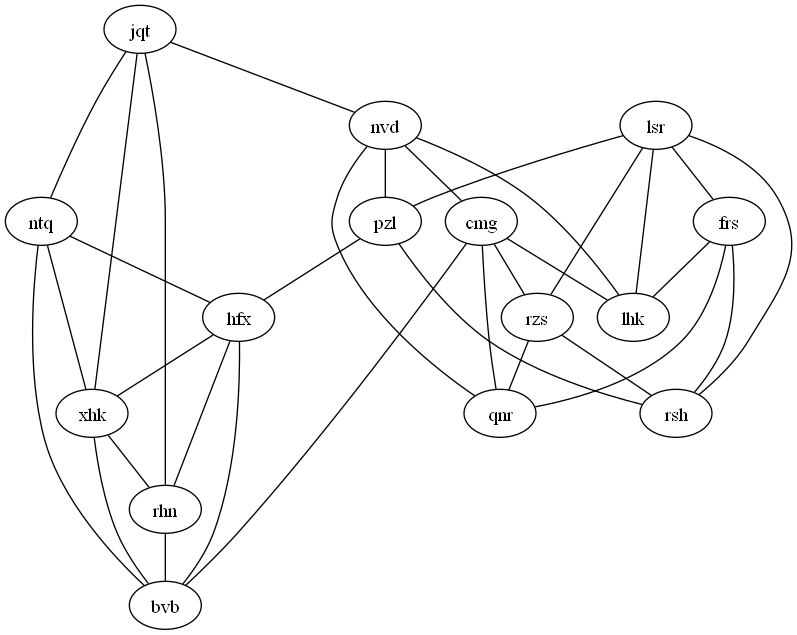 jqt
nvd lsr
ntq pzl cmg frs
hfx rzs lhk
xhk qnr rsh
rhn
bvb